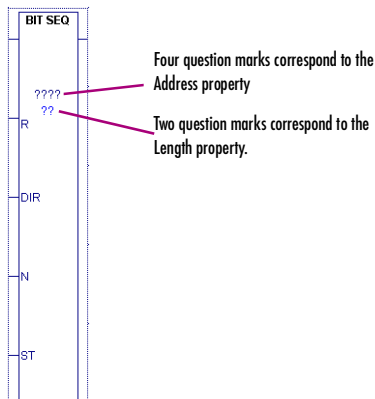 BIT SEQ
Four question marks correspond to the
Address property
????
??
Two question marks correspond to the
Length property.
R
DIR
N
ST